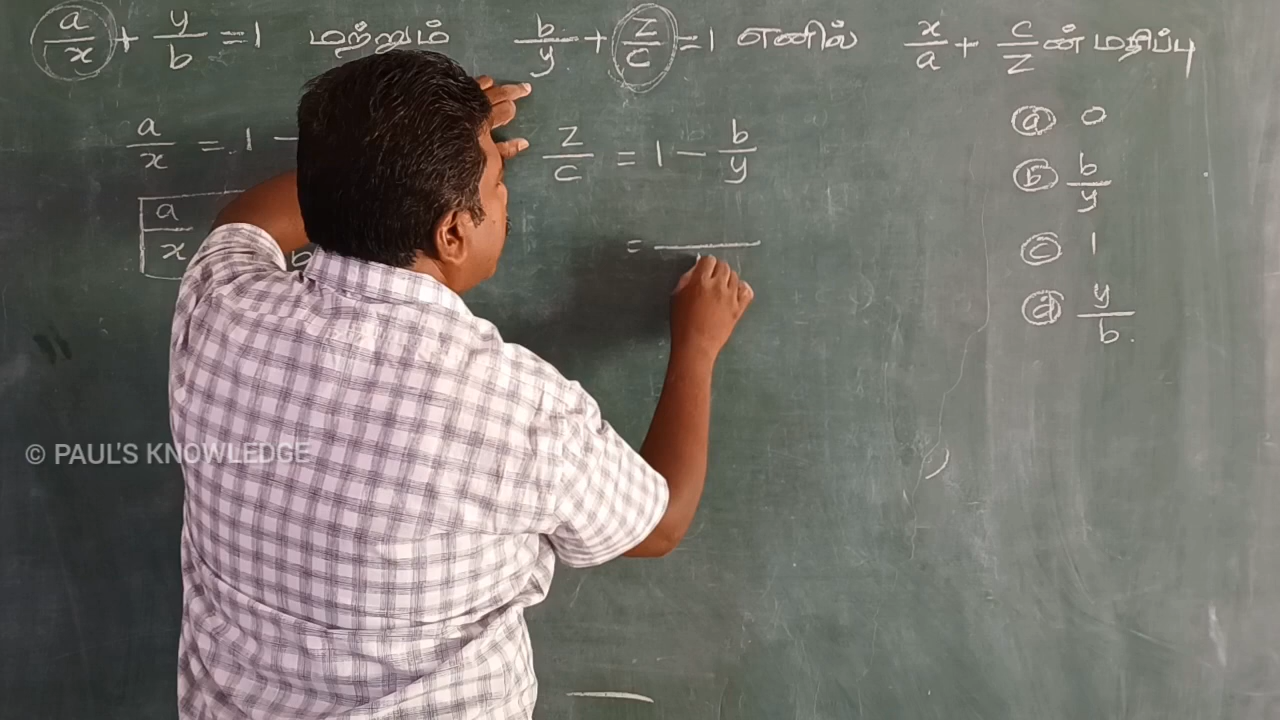 a/x + y/b = 1 மற்றும் b/y + z/c = 1 எனில் x/a + c/z ன் மதிப்பு
a/x = 1 − z/c = 1 − b/y
ⓐ 0
ⓑ b/y
a/x =
b
ⓒ 1
ⓓ y/b.
© PAUL'S KNOWLEDGE